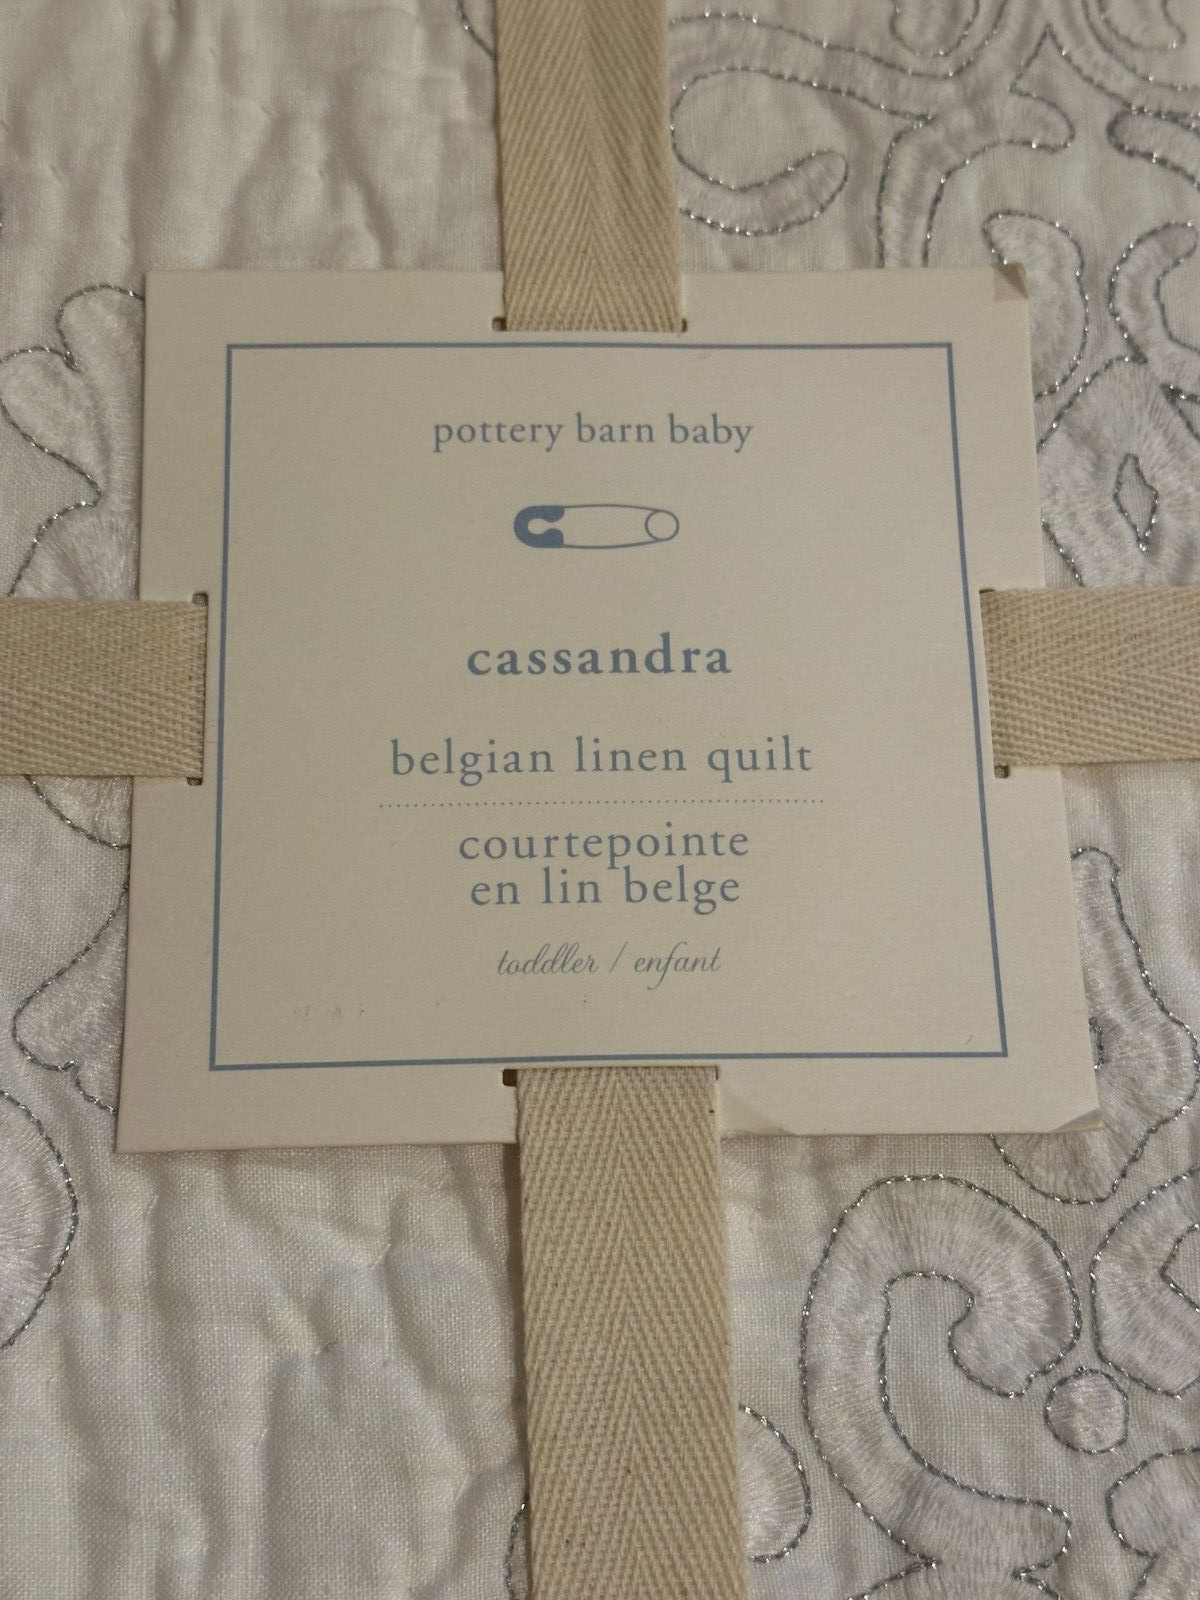 pottery barn baby
cassandra
belgian linen quilt
courtepointe
en lin belge
toddler / enfant